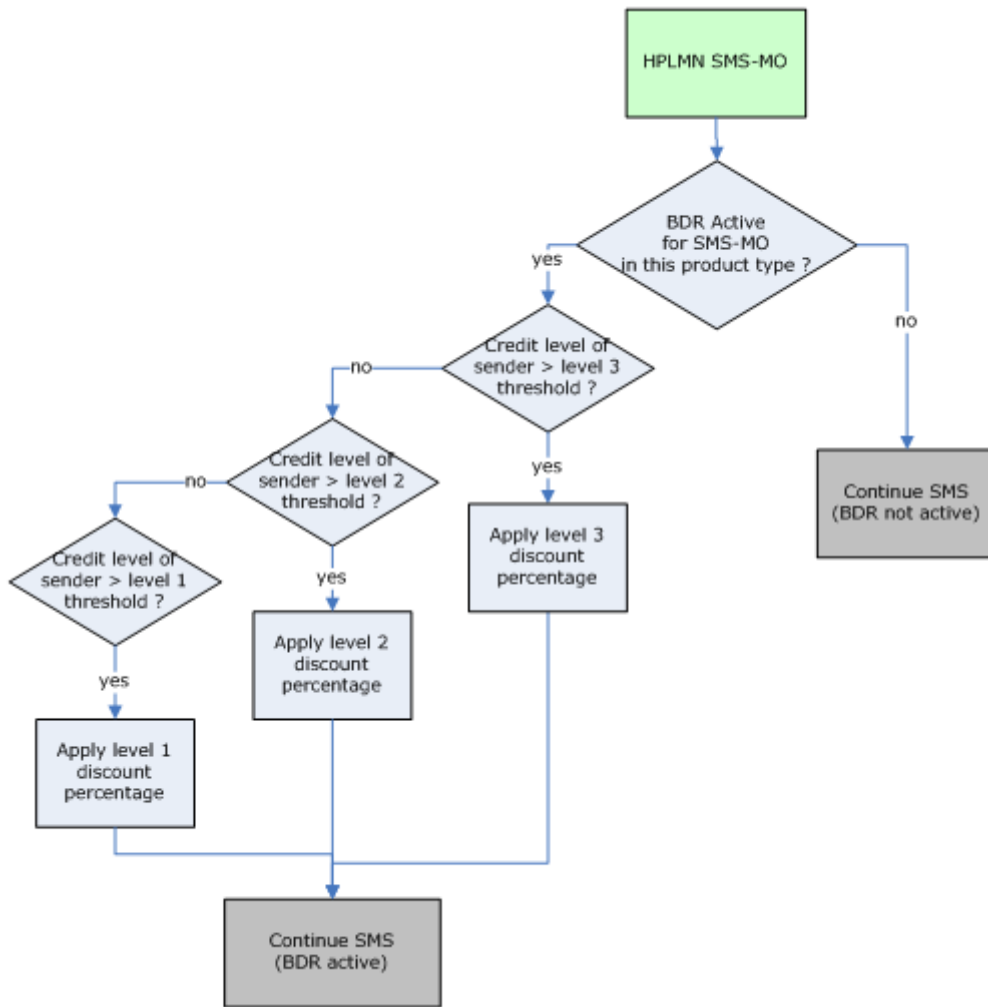 HPLMN SMS-MO
BDR Active
for SMS-MO
in this product type ?
yes
no
Credit level of
sender > level 3
threshold ?
no
yes
Credit level of
sender > level 2
threshold ?
no
yes
Credit level of
sender > level 1
threshold ?
yes
Continue SMS
(BDR not active)
Apply level 3
discount
percentage
Apply level 2
discount
percentage
Apply level 1
discount
percentage
Continue SMS
(BDR active)